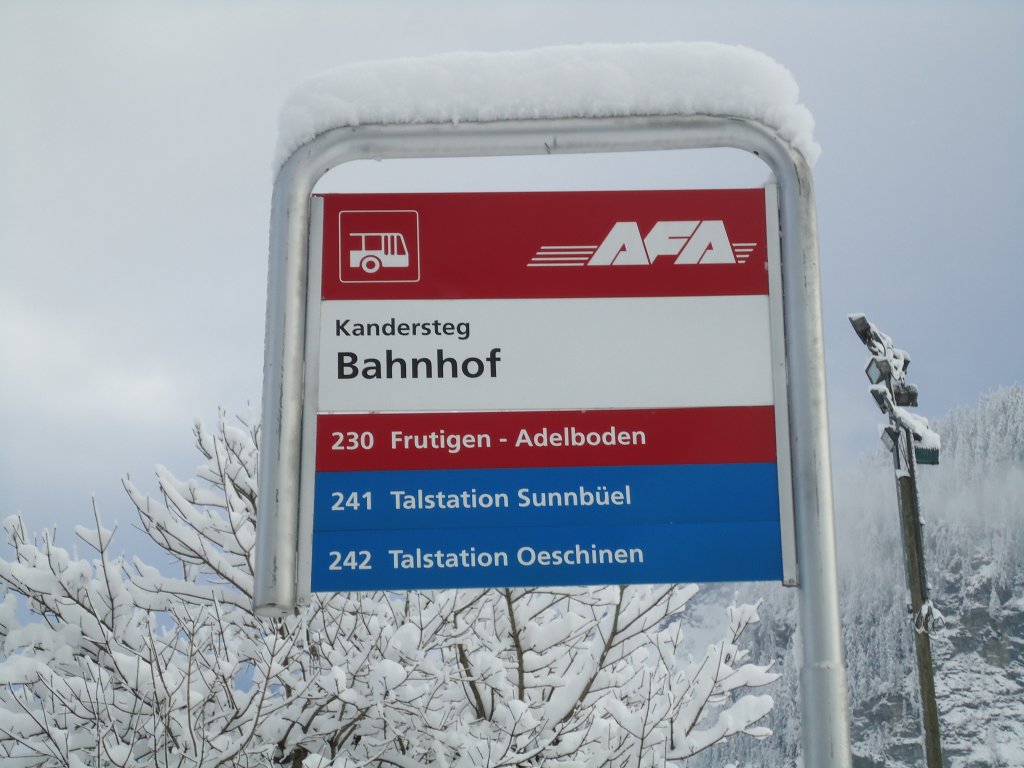 AFA
Kandersteg
Bahnhof
230 Frutigen - Adelboden
241 Talstation Sunnbüel
242 Talstation Oeschinen